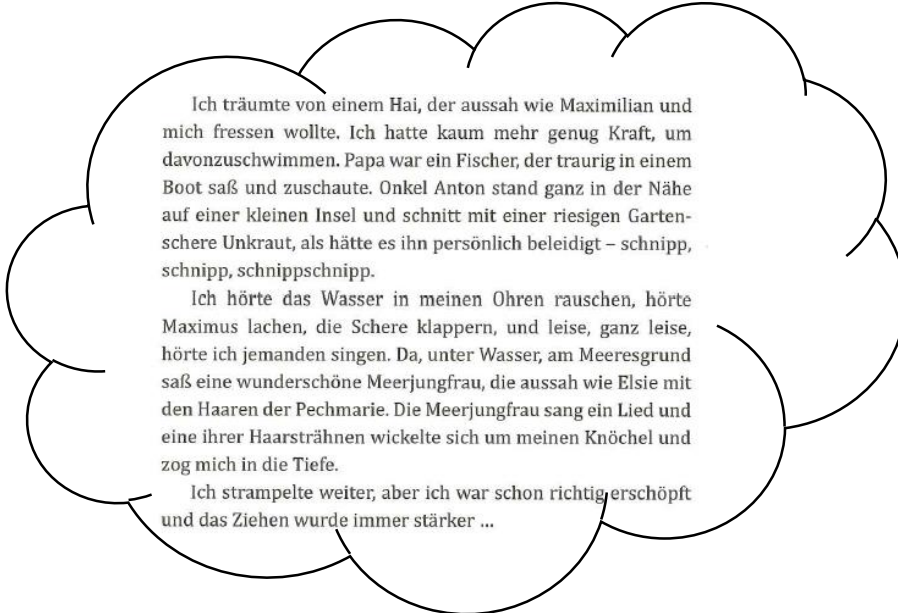 Ich träumte von einem Hai, der aussah wie Maximilian und
mich fressen wollte. Ich hatte kaum mehr genug Kraft, um
davonzuschwimmen. Papa war ein Fischer, der traurig in einem
Boot saß und zuschaute. Onkel Anton stand ganz in der Nähe
auf einer kleinen Insel und schnitt mit einer riesigen Garten-
schere Unkraut, als hätte es ihn persönlich beleidigt – schnipp,
schnipp, schnippschnipp.
Ich hörte das Wasser in meinen Ohren rauschen, hörte
Maximus lachen, die Schere klappern, und leise, ganz leise,
hörte ich jemanden singen. Da, unter Wasser, am Meeresgrund
saß eine wunderschöne Meerjungfrau, die aussah wie Elsie mit
den Haaren der Pechmarie. Die Meerjungfrau sang ein Lied und
eine ihrer Haarsträhnen wickelte sich um meinen Knöchel und
zog mich in die Tiefe.
Ich strampelte weiter, aber ich war schon richtig erschöpft
und das Ziehen wurde immer stärker ...